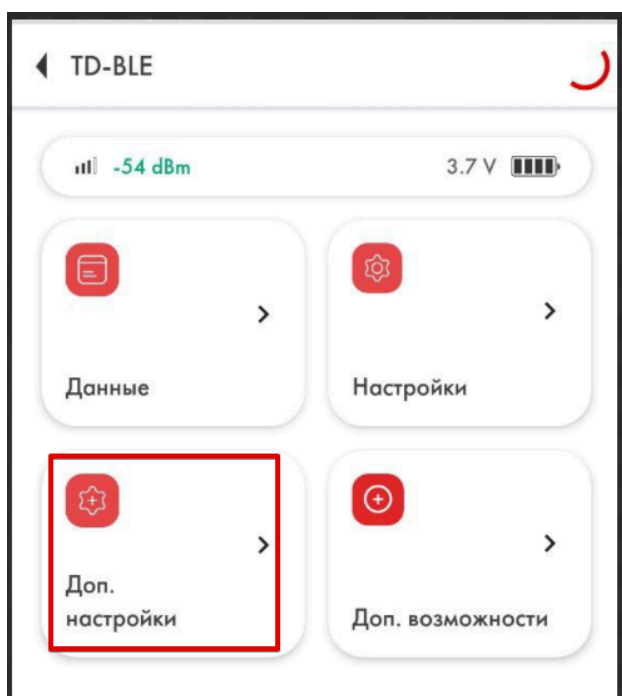 TD-BLE
-54 dBm
3.7 V
Данные
Настройки
Доп.
настройки
Доп. возможности